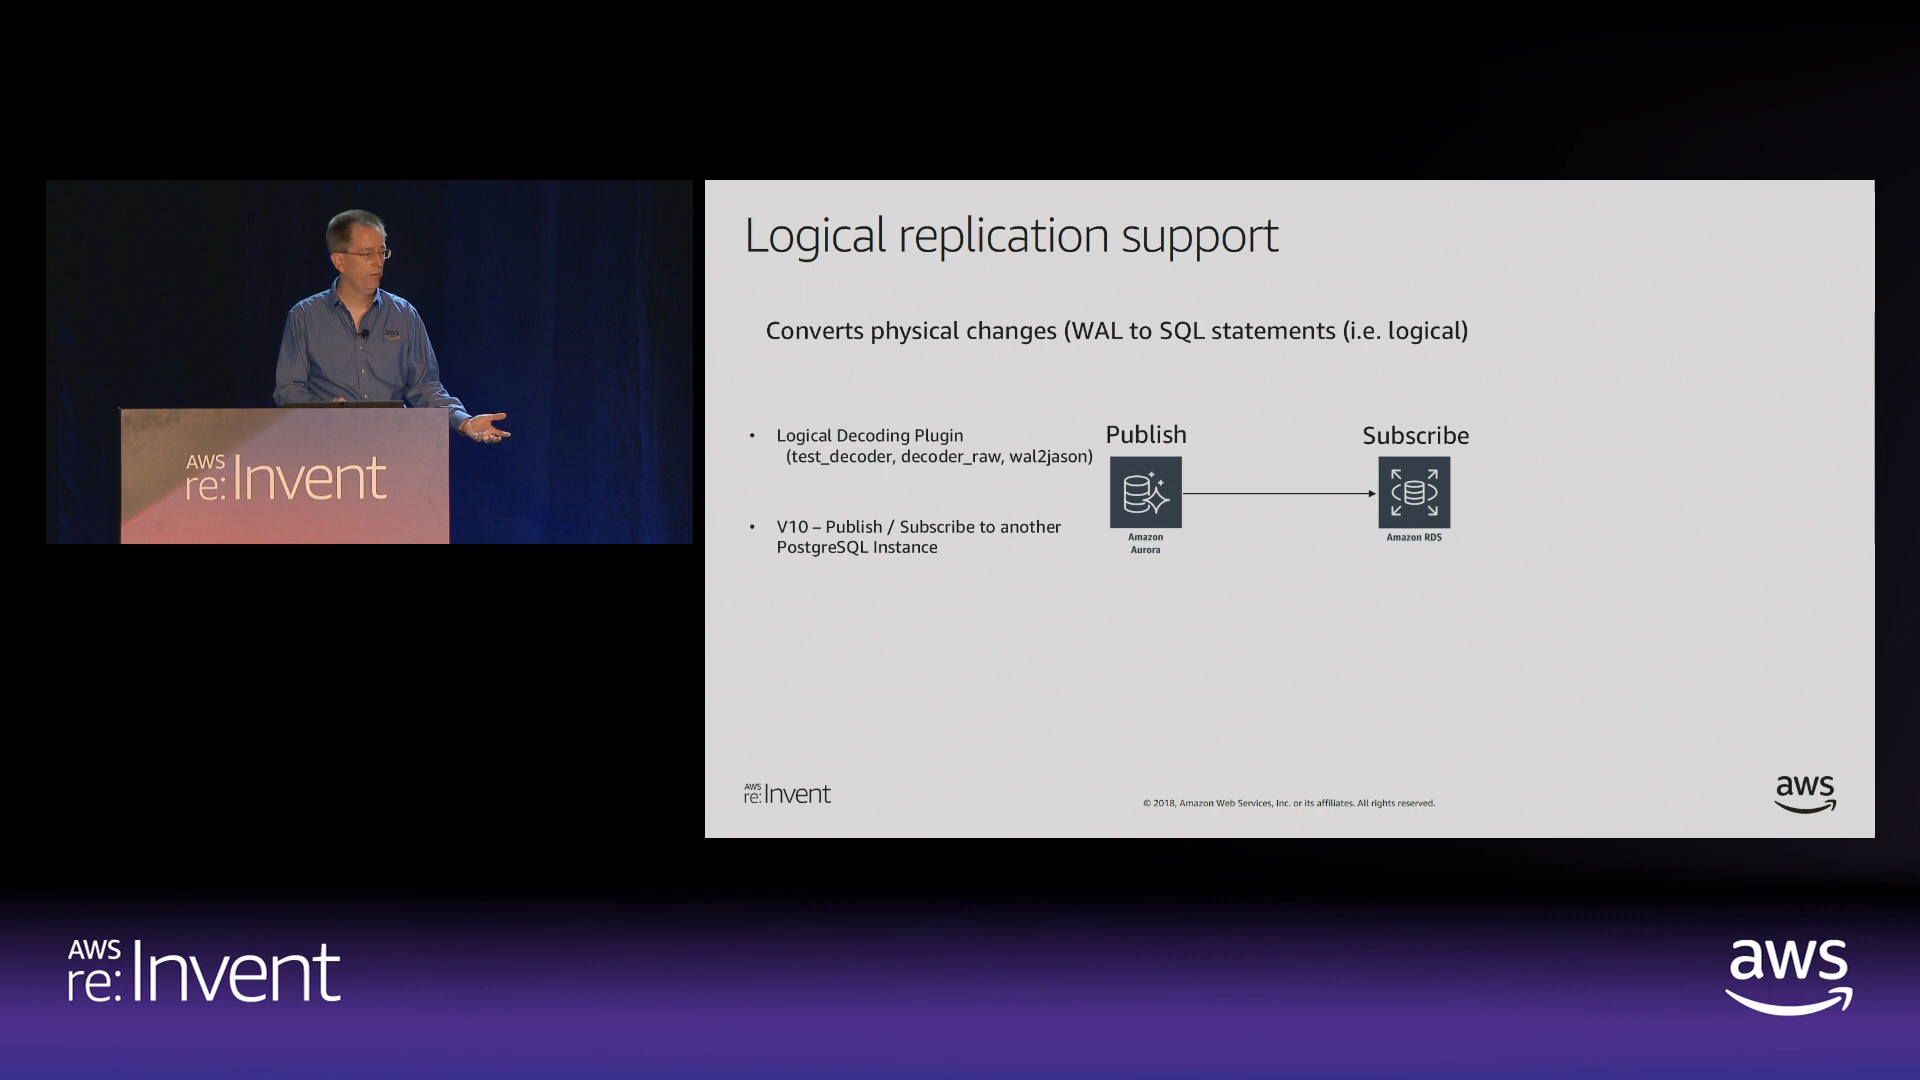 aws
AWS
re:Invent
Logical replication support
Converts physical changes (WAL to SQL statements (i.e. logical)
• Logical Decoding Plugin
(test_decoder, decoder_raw, wal2jason)
• V10 – Publish / Subscribe to another
PostgreSQL Instance
Publish
Subscribe
Amazon
Aurora
Amazon RDS
AWS
re:Invent
© 2018, Amazon Web Services, Inc. or its affiliates. All rights reserved.
aws
AWS
re:Invent
aws